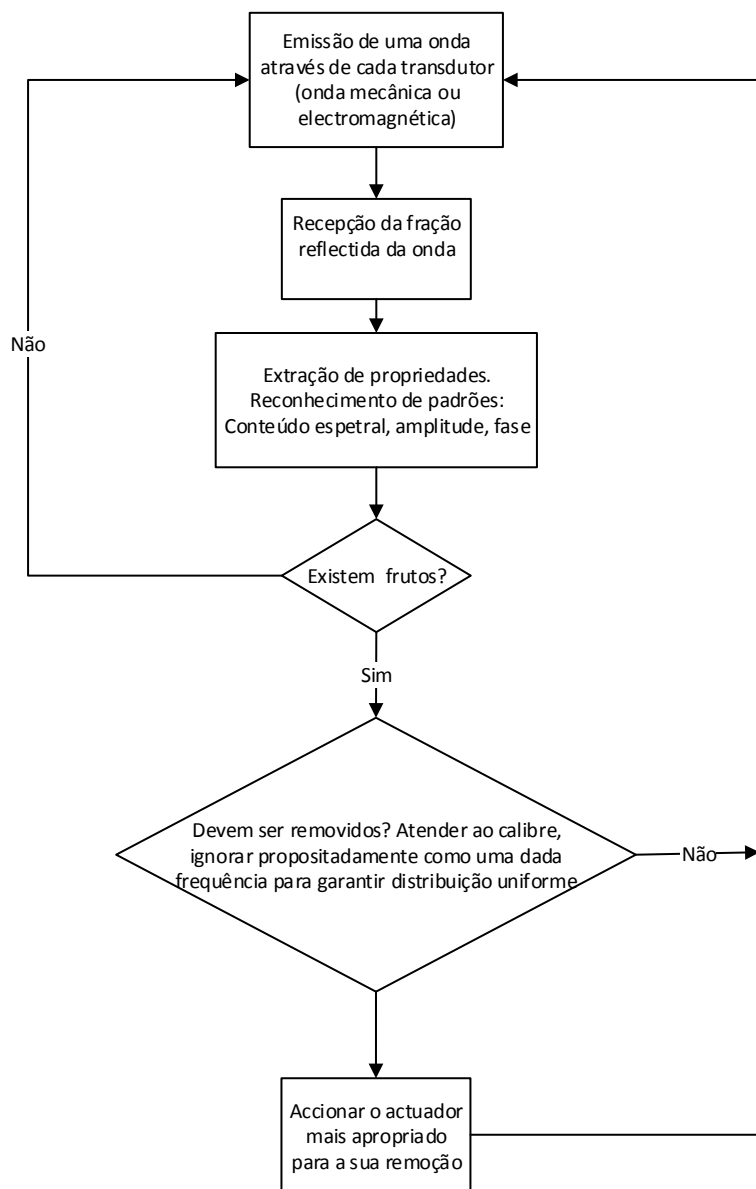 Emissão de uma onda
através de cada transdutor
(onda mecânica ou
electromagnética)
Recepção da fração
reflectida da onda
Não
Extração de propriedades.
Reconhecimento de padrões:
Conteúdo espetral, amplitude, fase
Existem frutos?
Sim
Devem ser removidos? Atender ao calibre,
ignorar propositadamente como uma dada
frequência para garantir distribuição uniforme
Não
Accionar o actuador
mais apropriado
para a sua remoção